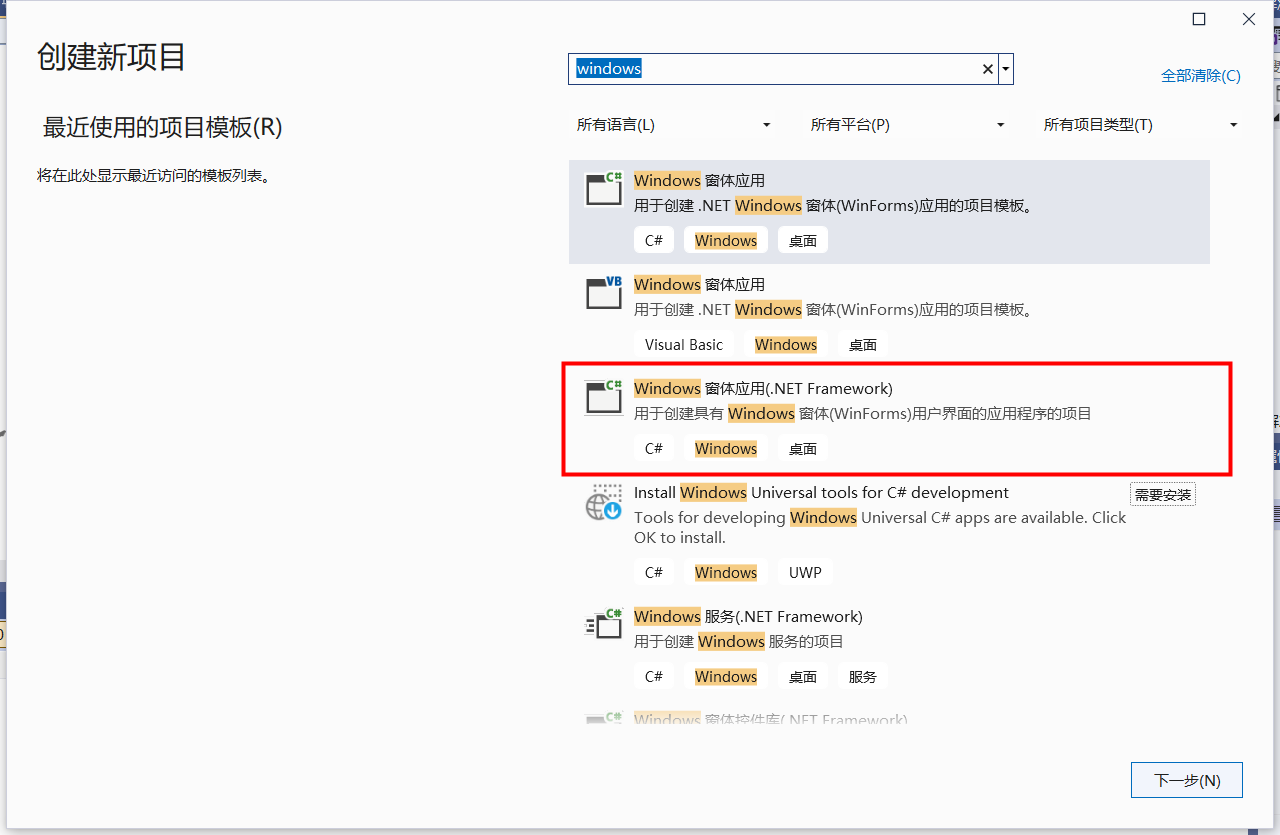 创建新项目
windows
全部清除(C)
最近使用的项目模板(R)
将在此处显示最近访问的模板列表。
所有语言(L)
所有平台(P)
所有项目类型(T)
C#
Windows 窗体应用
用于创建 .NET Windows 窗体(WinForms)应用的项目模板。
C# Windows 桌面
VB
Windows 窗体应用
用于创建 .NET Windows 窗体(WinForms)应用的项目模板。
Visual Basic Windows 桌面
C#
Windows 窗体应用(.NET Framework)
用于创建具有 Windows 窗体(WinForms)用户界面的应用程序的项目
C# Windows 桌面
Install Windows Universal tools for C# development
需要安装
Tools for developing Windows Universal C# apps are available. Click
OK to install.
C# Windows UWP
C#
Windows 服务(.NET Framework)
用于创建 Windows 服务的项目
C# Windows 桌面 服务
C#
Windows 窗体控件库(.NET Framework)
下一步(N)